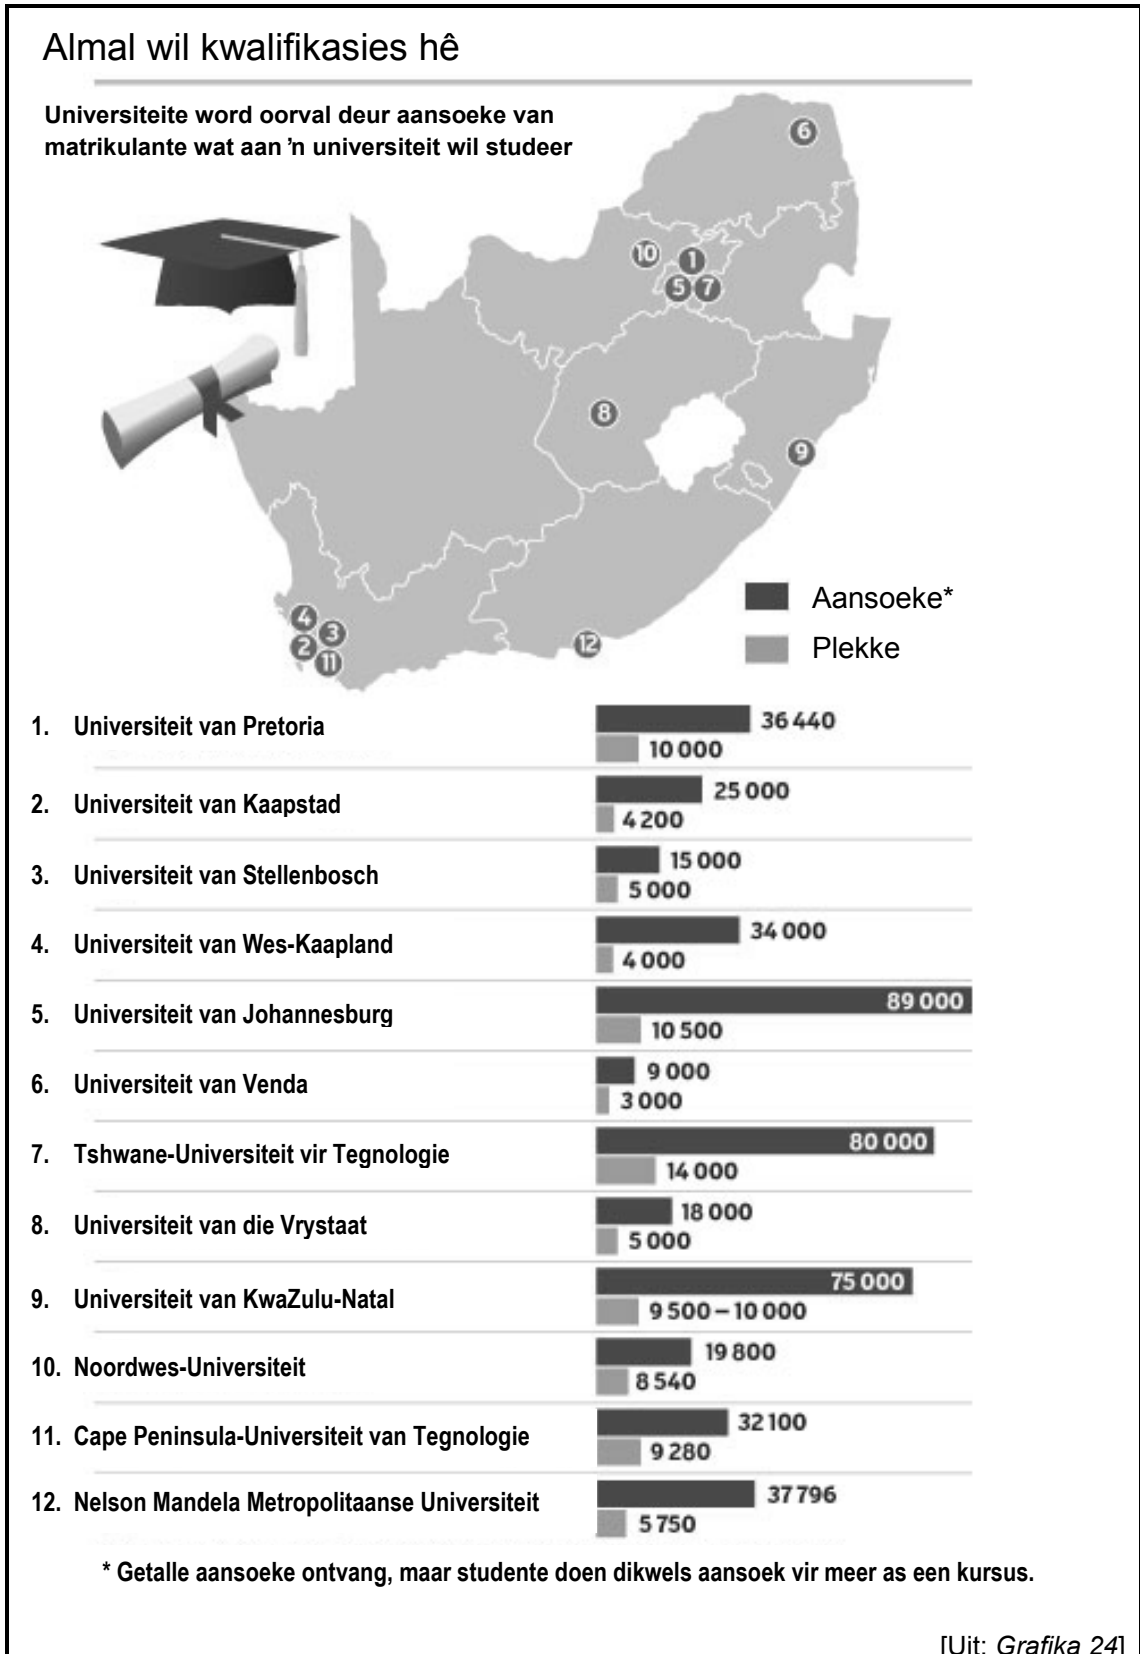 Almal wil kwalifikasies hê
Universiteite word oorval deur aansoeke van
matrikulante wat aan 'n universiteit wil studeer
6
10
1
5
7
8
9
4
3
2
11
12
Aansoeke*
Plekke
1. Universiteit van Pretoria
36 440
10 000
2. Universiteit van Kaapstad
25 000
4 200
3. Universiteit van Stellenbosch
15 000
5 000
4. Universiteit van Wes-Kaapland
34 000
4 000
5. Universiteit van Johannesburg
89 000
10 500
6. Universiteit van Venda
9 000
3 000
7. Tshwane-Universiteit vir Tegnologie
80 000
14 000
8. Universiteit van die Vrystaat
18 000
5 000
9. Universiteit van KwaZulu-Natal
75 000
9 500 – 10 000
10. Noordwes-Universiteit
19 800
8 540
11. Cape Peninsula-Universiteit van Tegnologie
32 100
9 280
12. Nelson Mandela Metropolitaanse Universiteit
37 796
5 750
* Getalle aansoeke ontvang, maar studente doen dikwels aansoek vir meer as een kursus.
[Uit: Grafika 24]